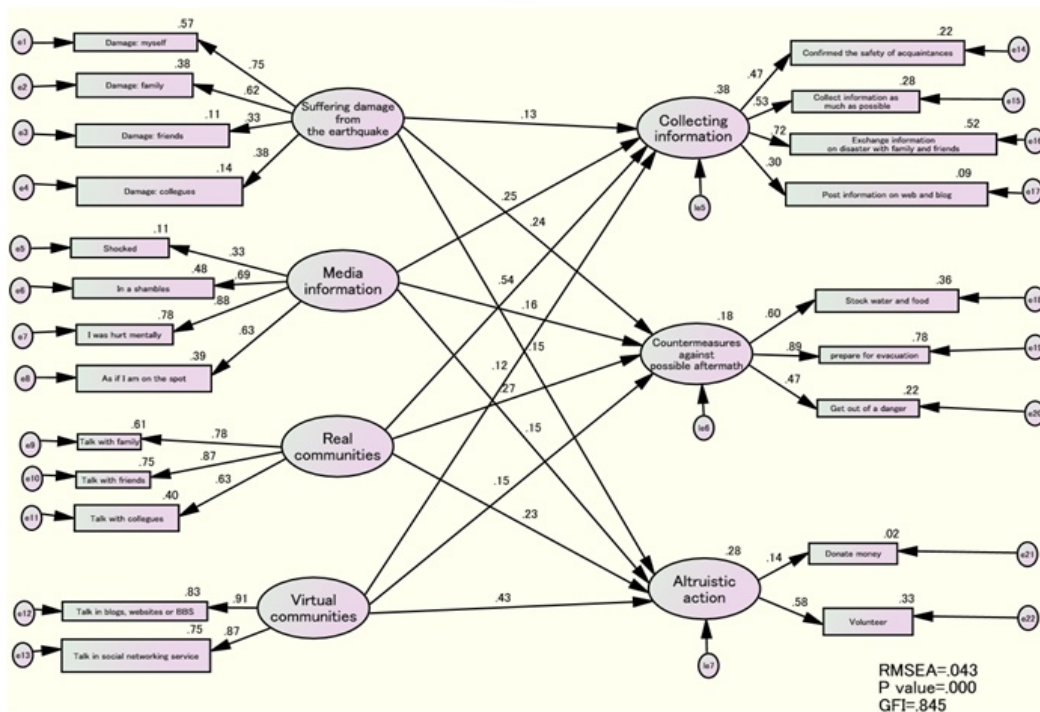 e1
.57
Damage: myself
.75
e2
.38
Damage: family
.62
e3
.11
Damage: friends
.33
e4
.14
Damage: collegues
.38
Suffering damage
from
the earthquake
e5
.11
Shocked
.33
e6
.48
In a shambles
.69
e7
.78
I was hurt mentally
.88
e8
.39
As if I am on the spot
.63
Media
information
e9
.61
Talk with family
.78
e10
.75
Talk with friends
.87
e11
.40
Talk with collegues
.63
Real
communities
e12
.83
Talk in blogs, websites or BBS
.91
e13
.75
Talk in social networking service
.87
Virtual
communities
.13
.25
.24
.54
.16
.15
.12
.27
.15
.15
.23
.43
.38
Collecting
information
.47
.22
Confirmed the safety of acquaintances
e14
.53
.28
Collect information as
much as possible
e15
.72
.52
Exchange information
on disaster with family and friends
e16
.30
.09
Post information on web and blog
e17
.18
Countermeasures
against
possible aftermath
.60
.36
Stock water and food
e18
.89
.78
prepare for evacuation
e19
.47
.22
Get out of a danger
e20
.28
Altruistic
action
.14
.02
Donate money
e21
.58
.33
Volunteer
e22
RMSEA=.043
P value=.000
GFI=.845